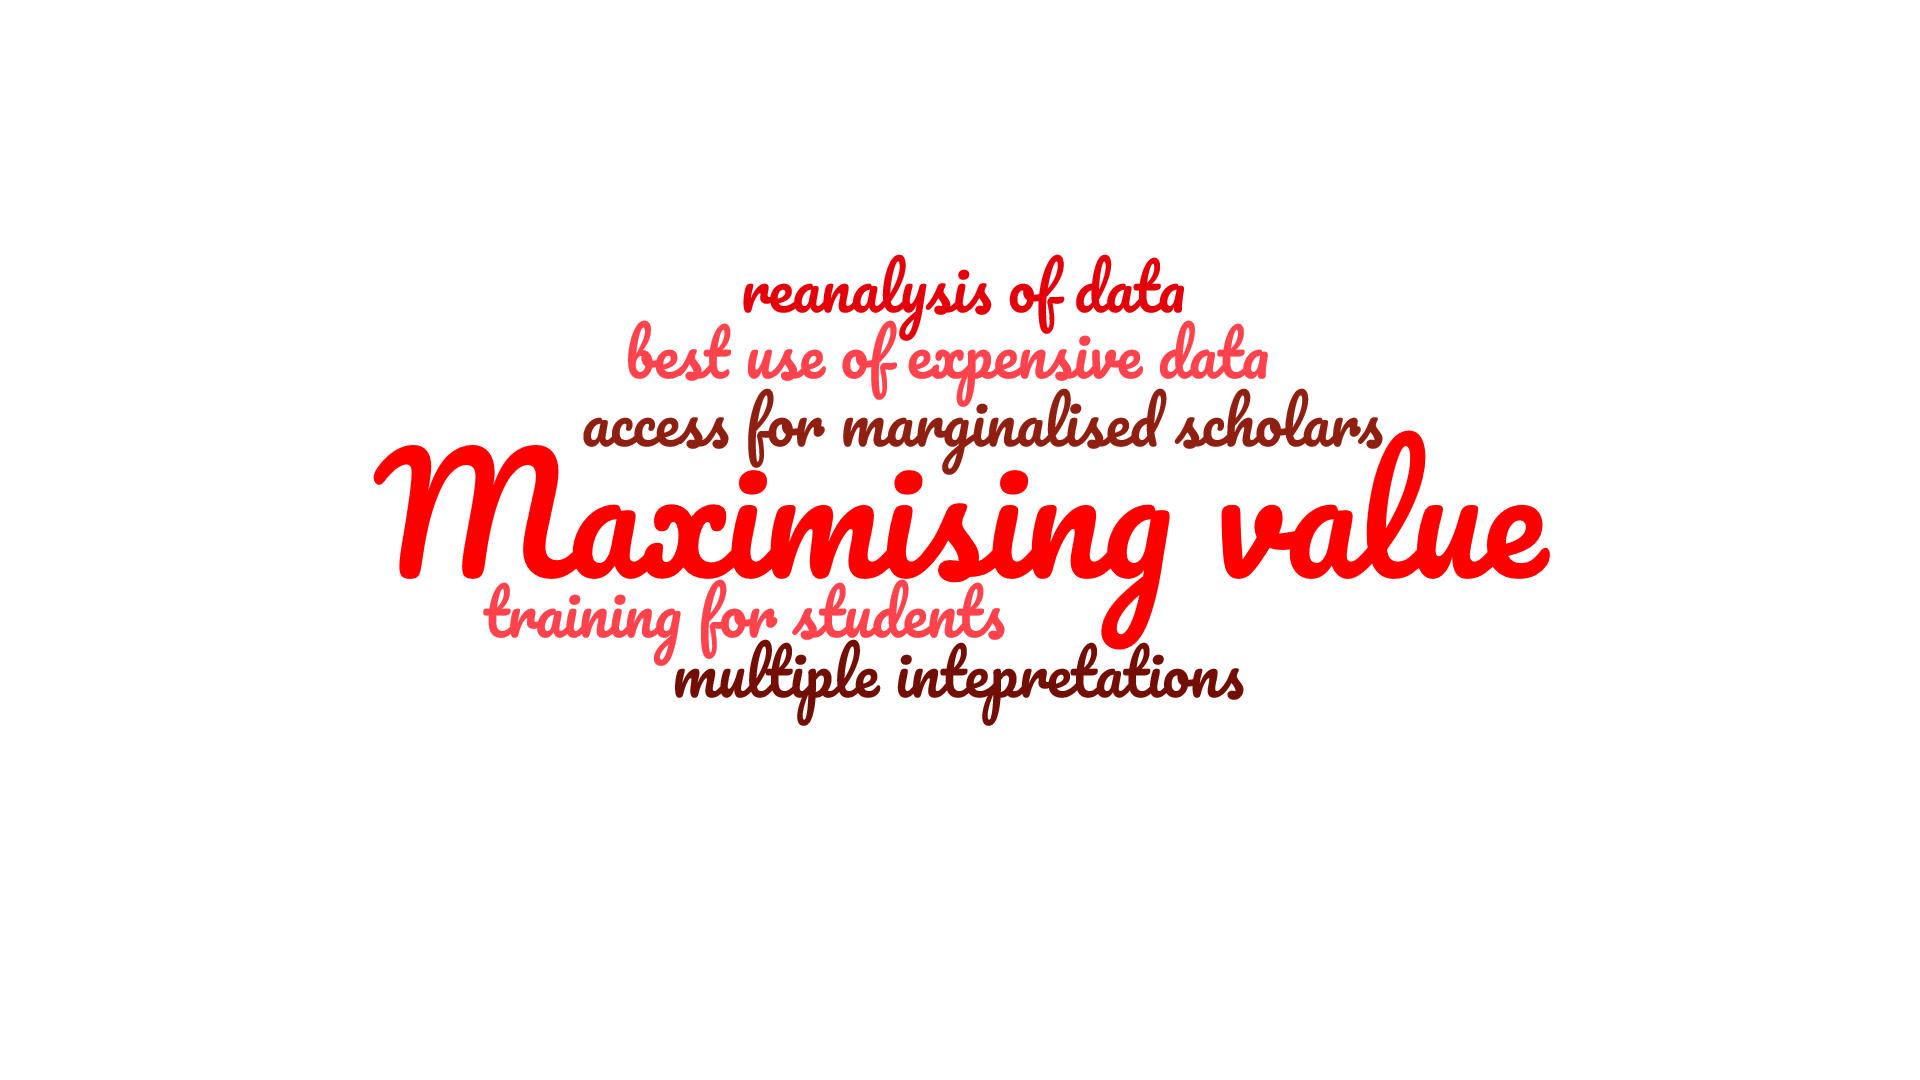 reanalysis of data
best use of expensive data
access for marginalised scholars
Maximising value
training for students
multiple intepretations